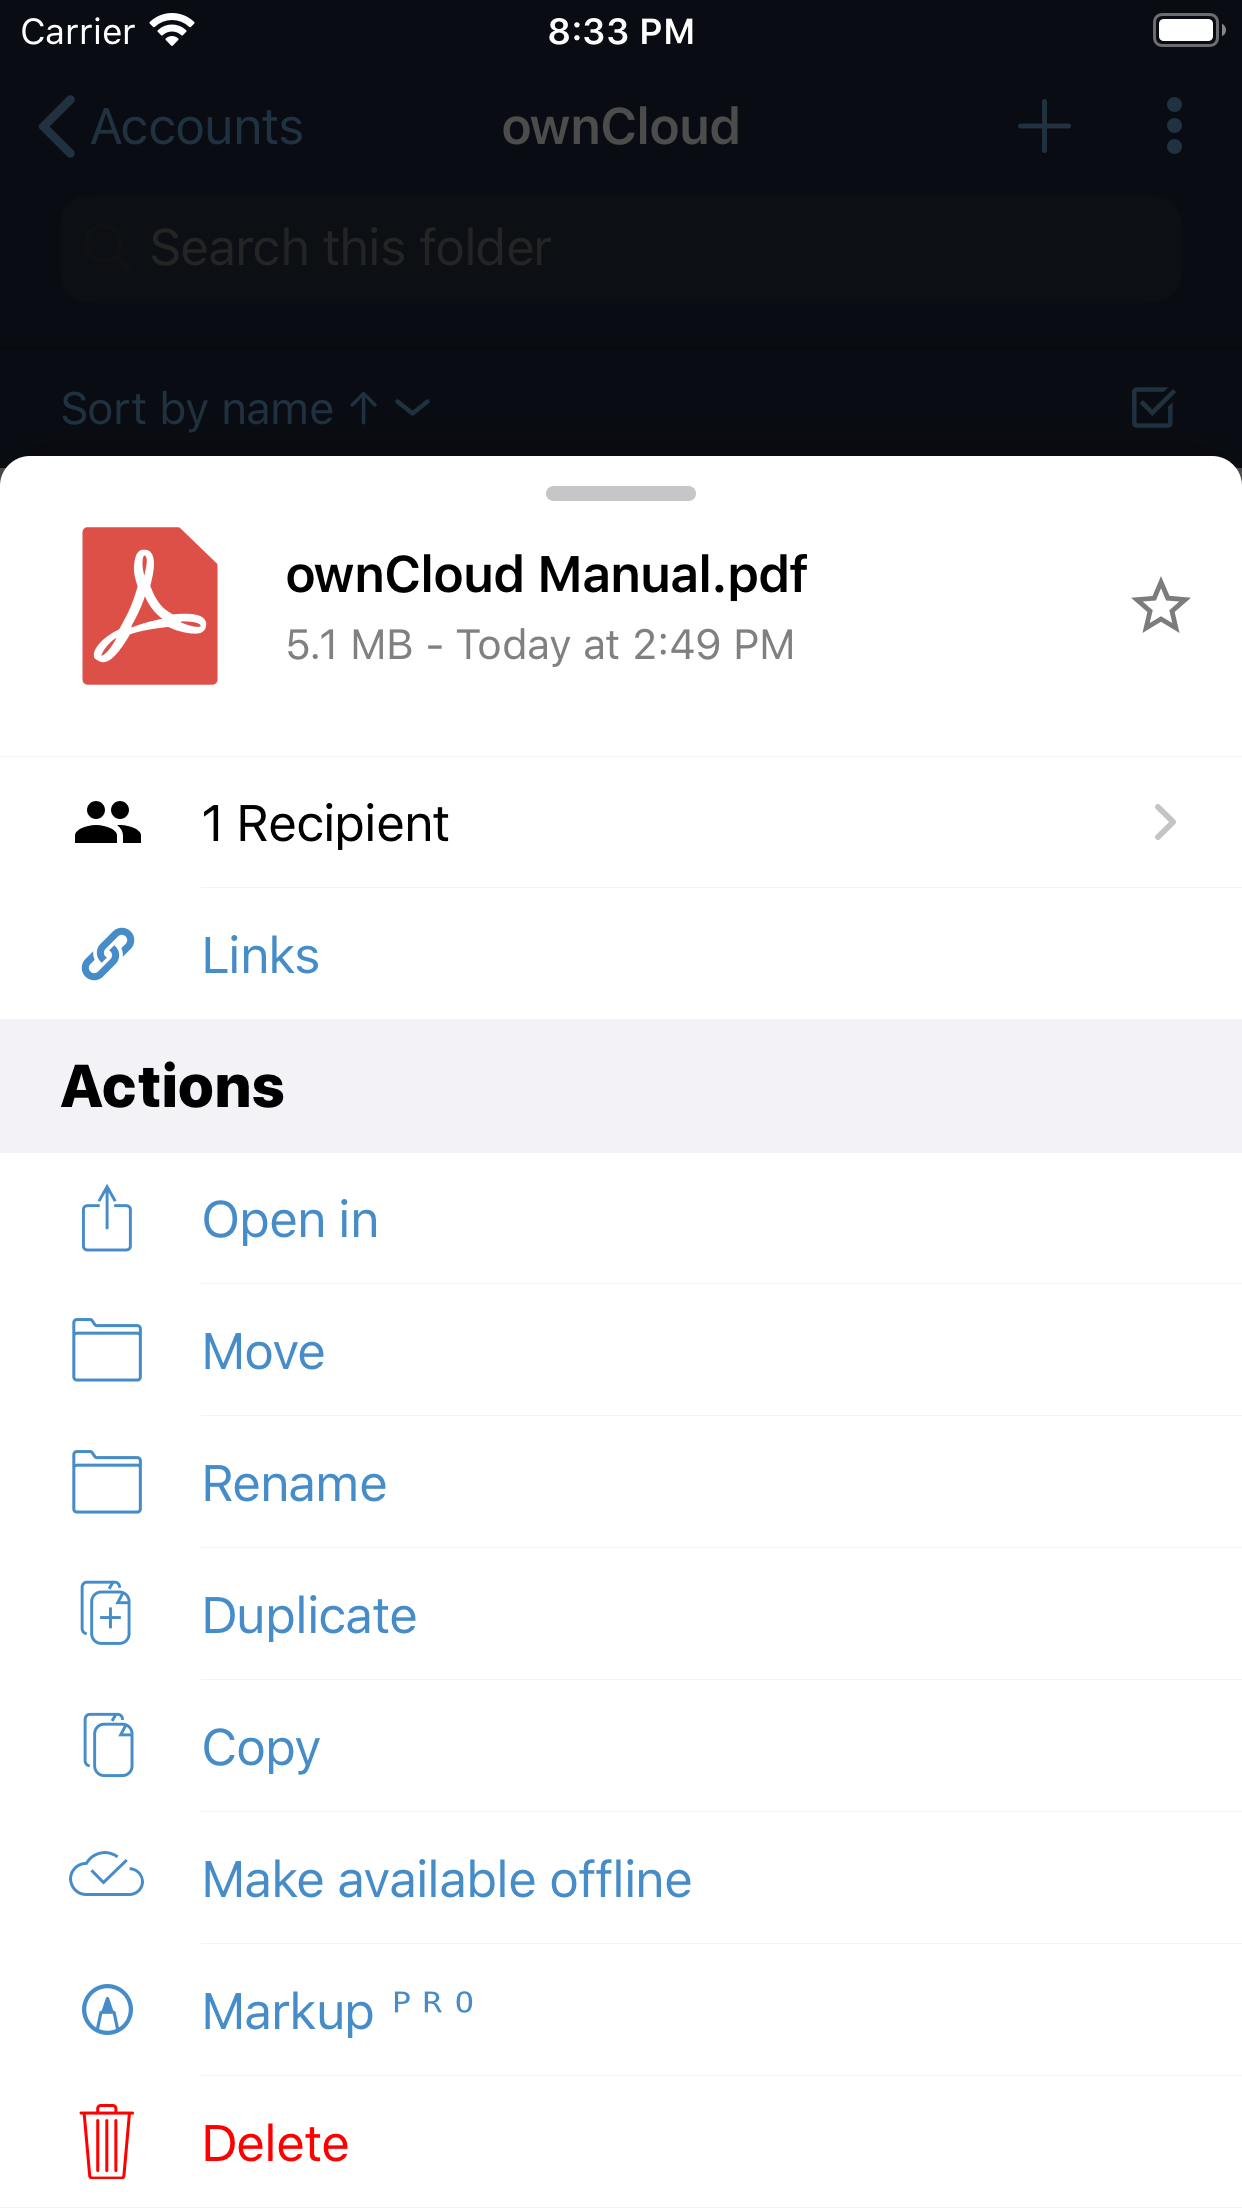 Carrier 8:33 PM
Accounts ownCloud
Search this folder
Sort by name ↑
ownCloud Manual.pdf
5.1 MB - Today at 2:49 PM
1 Recipient
Links
Actions
Open in
Move
Rename
Duplicate
Copy
Make available offline
Markup PRO
Delete